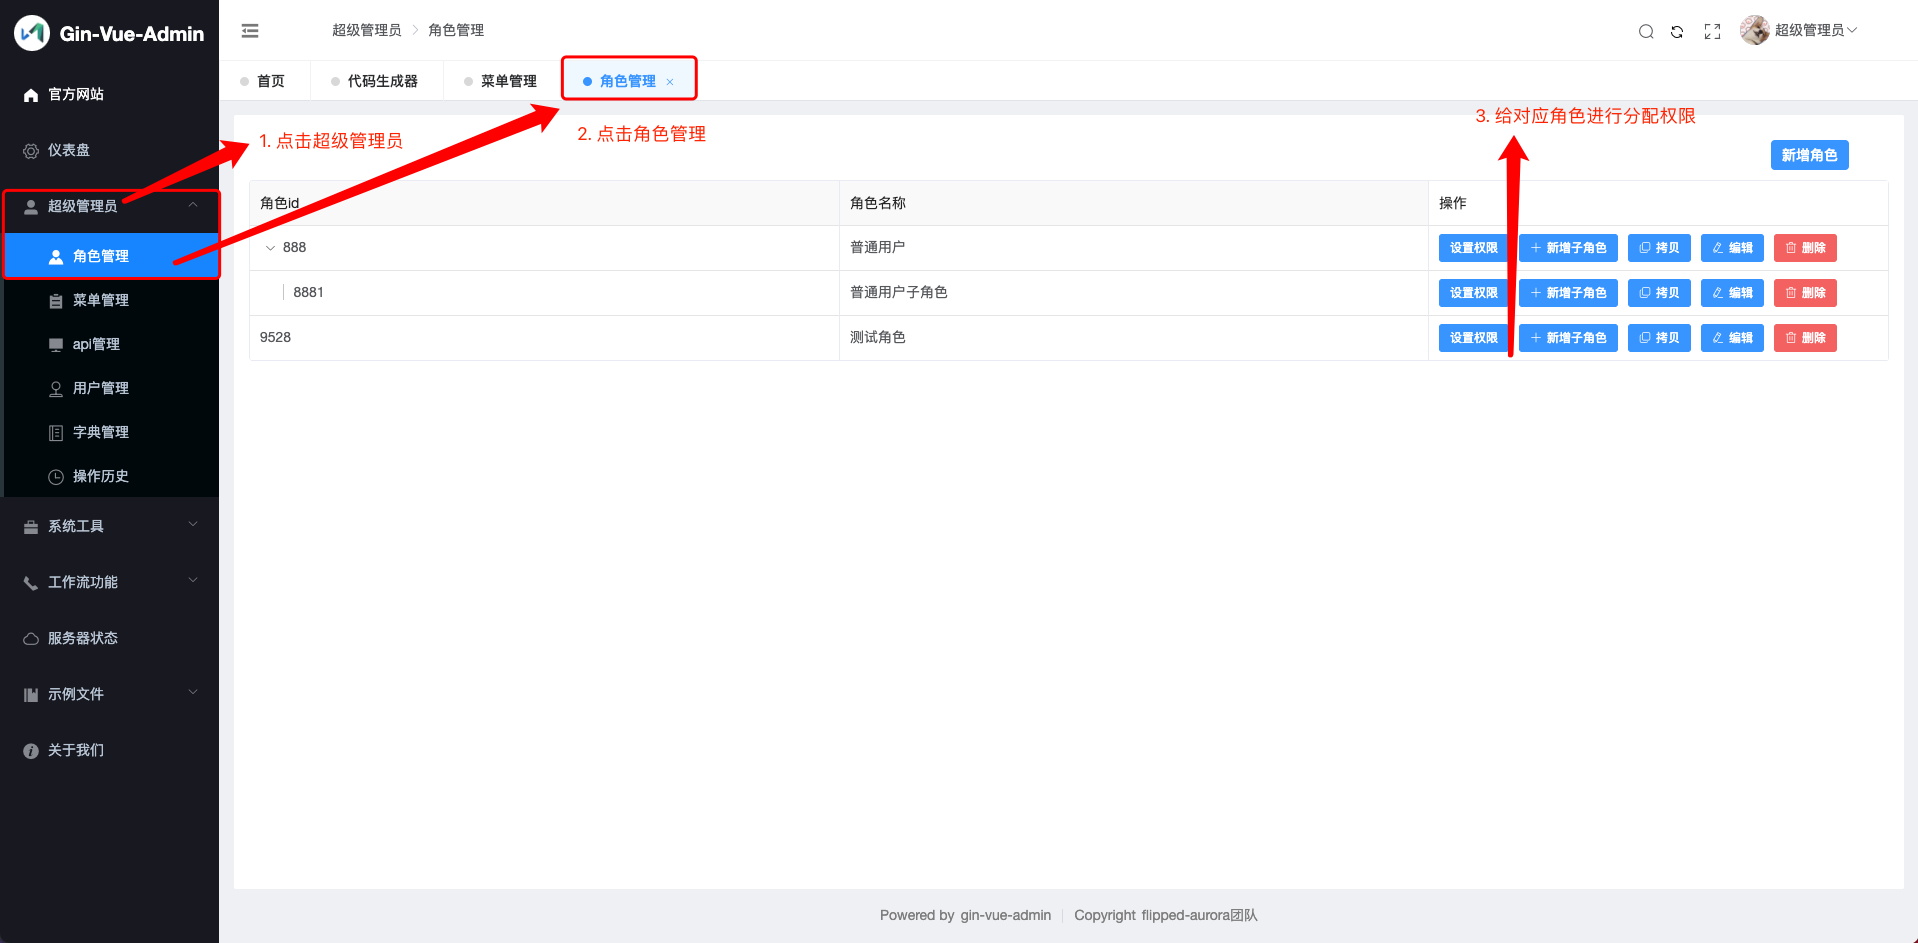 Gin-Vue-Admin
超级管理员 > 角色管理
超级管理员
首页
代码生成器
菜单管理
角色管理 ×
官方网站
仪表盘
超级管理员
角色管理
菜单管理
api管理
用户管理
字典管理
操作历史
系统工具
工作流功能
服务器状态
示例文件
关于我们
1. 点击超级管理员
2. 点击角色管理
3. 给对应角色进行分配权限
新增角色
角色id 角色名称 操作
888 普通用户 设置权限 + 新增子角色 拷贝 编辑 删除
8881 普通用户子角色 设置权限 + 新增子角色 拷贝 编辑 删除
9528 测试角色 设置权限 + 新增子角色 拷贝 编辑 删除
Powered by gin-vue-admin Copyright flipped-aurora团队